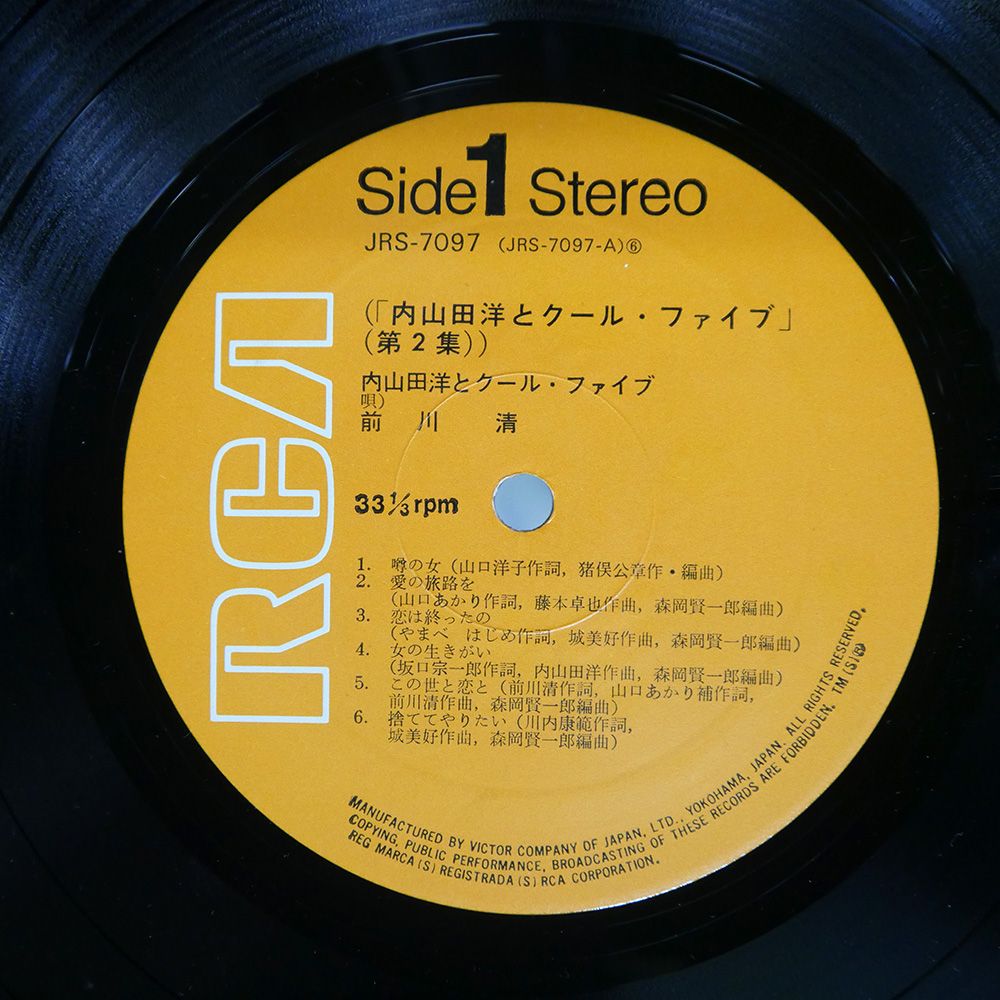 Side 1 Stereo
JRS-7097 (JRS-7097-A)⑥
(「内山田洋とクール・ファイブ」
(第2集))
内山田洋とクール・ファイブ
唄)
前川 清
RCA
33 1/3 rpm
1. 噂の女(山口洋子作詞, 猪俣公章作・編曲)
2. 愛の旅路を
(山口あかり作詞, 藤本卓也作曲, 森岡賢一郎編曲)
3. 恋は終ったの
(やまべ はじめ作詞, 城美好作曲, 森岡賢一郎編曲)
4. 女の生きがい
(坂口宗一郎作詞, 内山田洋作曲, 森岡賢一郎編曲)
5. この世と恋と(前川清作詞, 山口あかり補作詞,
前川清作曲, 森岡賢一郎編曲)
6. 捨ててやりたい(川内康範作詞,
城美好作曲, 森岡賢一郎編曲)
MANUFACTURED BY VICTOR COMPANY OF JAPAN, LTD., YOKOHAMA, JAPAN. ALL RIGHTS RESERVED.
COPYING, PUBLIC PERFORMANCE, BROADCASTING OF THESE RECORDS ARE FORBIDDEN. TM(S)®
REG MARCA(S) REGISTRADA(S) RCA CORPORATION.